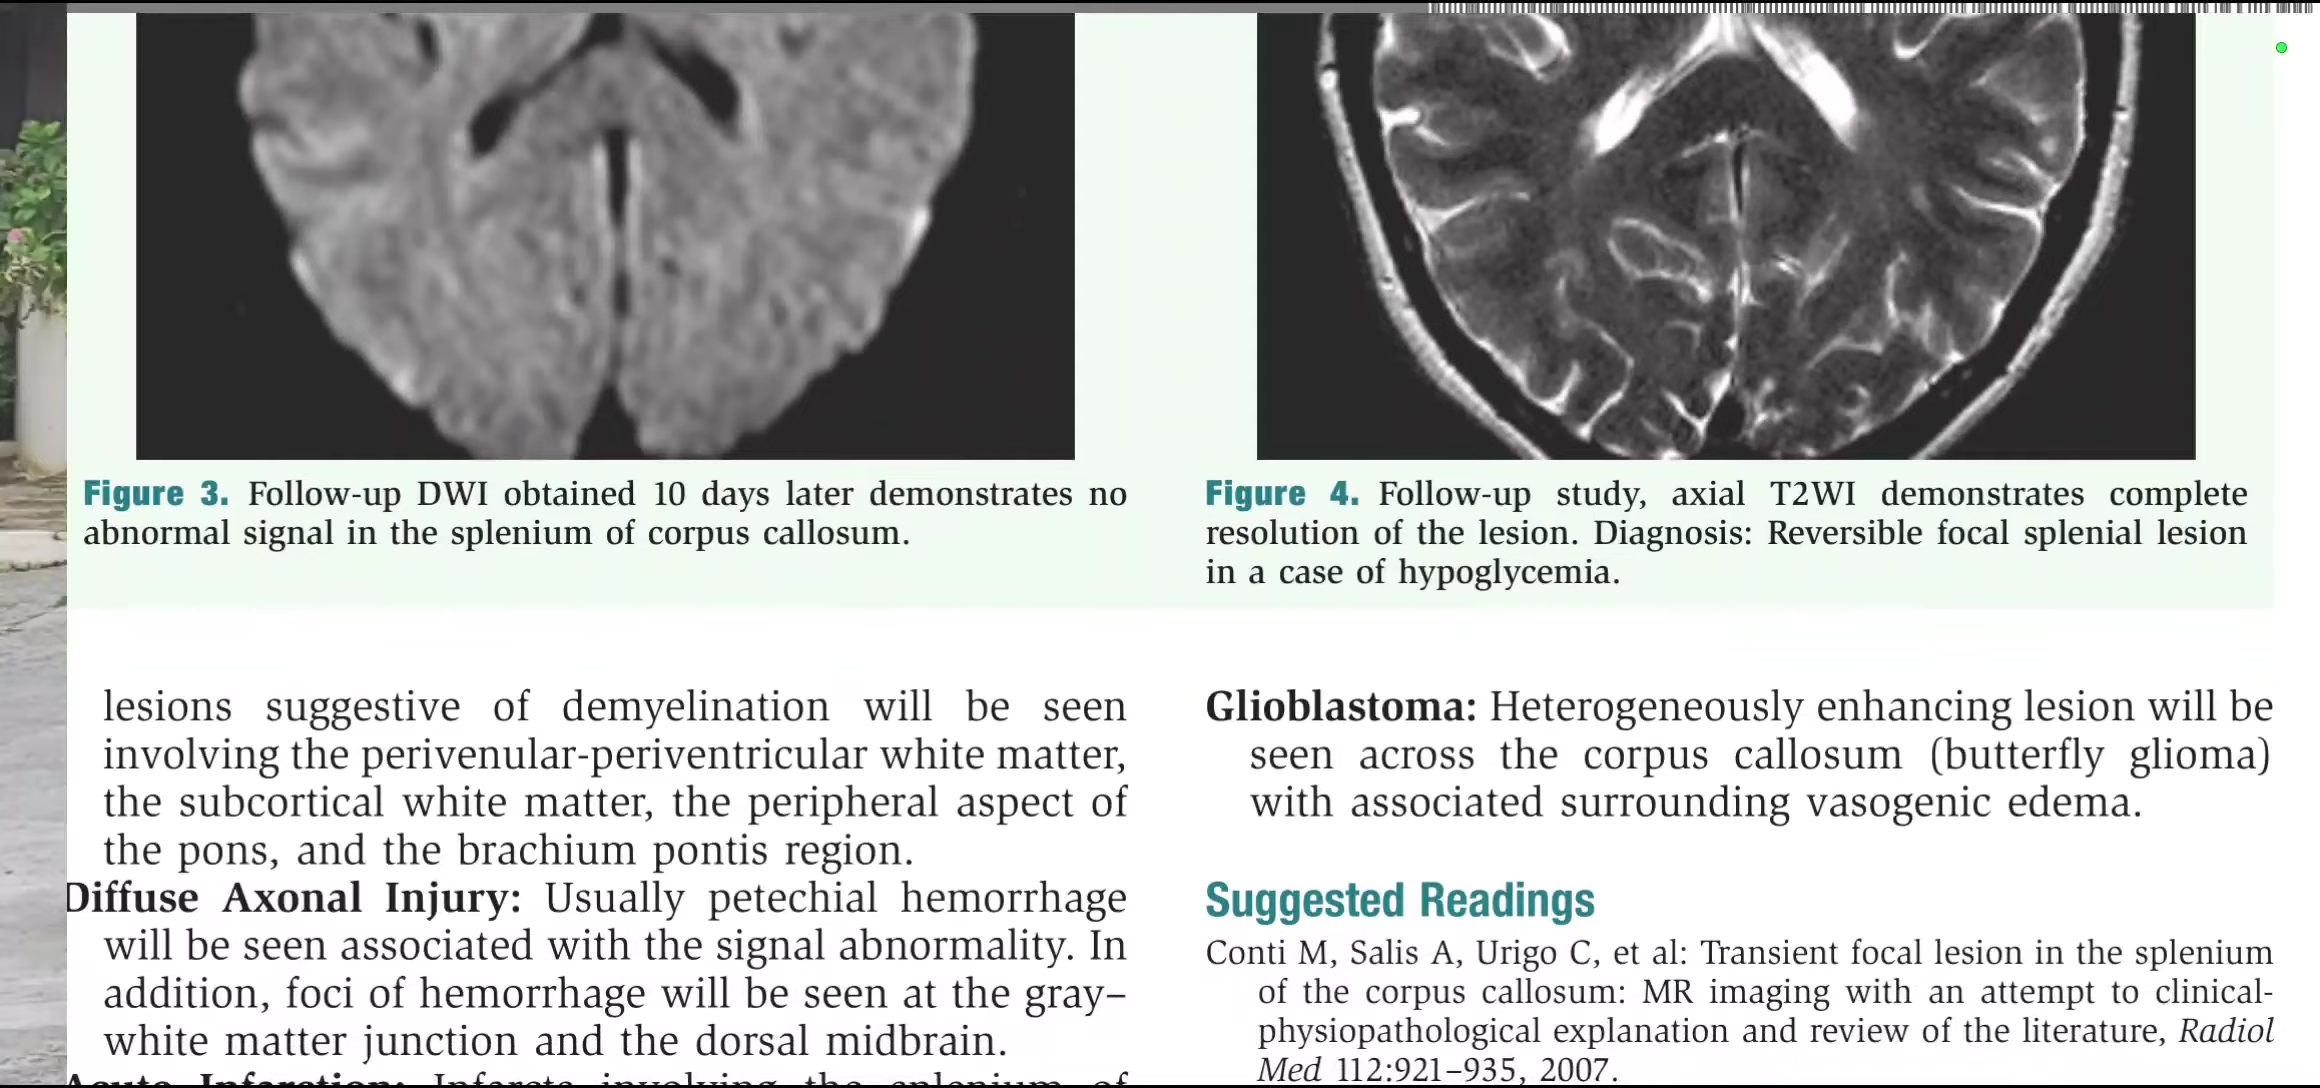 Figure 3. Follow-up DWI obtained 10 days later demonstrates no
abnormal signal in the splenium of corpus callosum.
Figure 4. Follow-up study, axial T2WI demonstrates complete
resolution of the lesion. Diagnosis: Reversible focal splenial lesion
in a case of hypoglycemia.
lesions suggestive of demyelination will be seen
involving the perivenular-periventricular white matter,
the subcortical white matter, the peripheral aspect of
the pons, and the brachium pontis region.
Diffuse Axonal Injury: Usually petechial hemorrhage
will be seen associated with the signal abnormality. In
addition, foci of hemorrhage will be seen at the gray–
white matter junction and the dorsal midbrain.
Acute Infarction: Infarcts involving the splenium of
Glioblastoma: Heterogeneously enhancing lesion will be
seen across the corpus callosum (butterfly glioma)
with associated surrounding vasogenic edema.
Suggested Readings
Conti M, Salis A, Urigo C, et al: Transient focal lesion in the splenium
of the corpus callosum: MR imaging with an attempt to clinical-
physiopathological explanation and review of the literature, Radiol
Med 112:921–935, 2007.